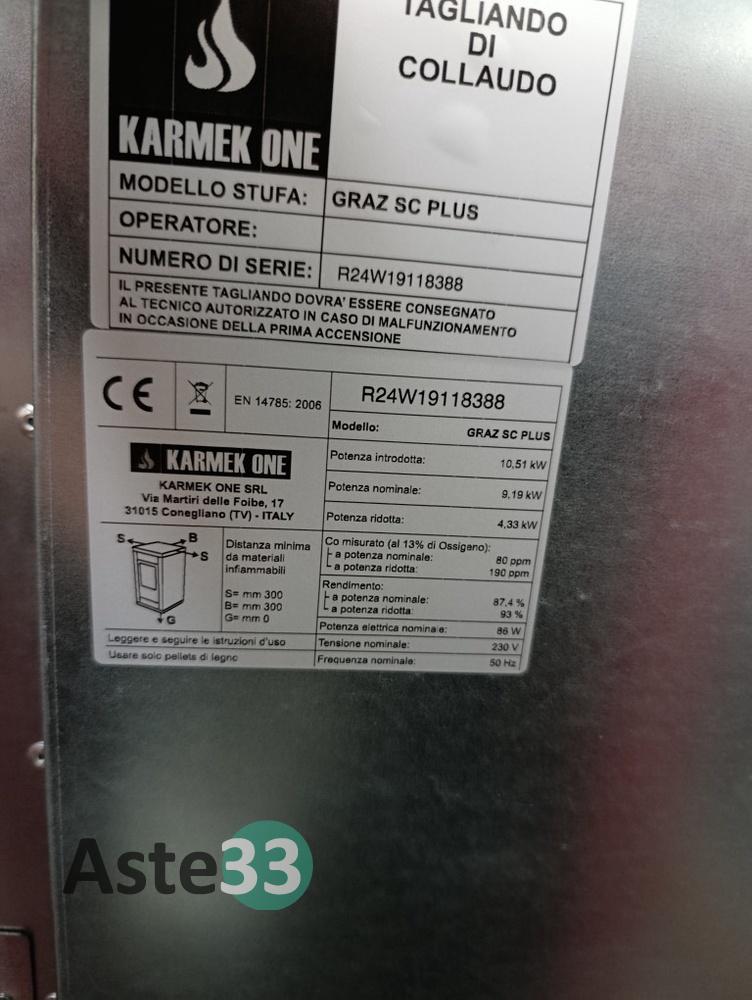 TAGLIANDO
DI
COLLAUDO
KARMEK ONE
MODELLO STUFA: GRAZ SC PLUS
OPERATORE:
NUMERO DI SERIE: R24W19118388
IL PRESENTE TAGLIANDO DOVRA' ESSERE CONSEGNATO
AL TECNICO AUTORIZZATO IN CASO DI MALFUNZIONAMENTO
IN OCCASIONE DELLA PRIMA ACCENSIONE
CE
EN 14785: 2006
R24W19118388
Modello: GRAZ SC PLUS
KARMEK ONE
KARMEK ONE SRL
Via Martiri delle Foibe, 17
31015 Conegliano (TV) - ITALY
Potenza introdotta: 10,51 kW
Potenza nominale: 9,19 kW
Potenza ridotta: 4,33 kW
S B
S
G
Distanza minima
da materiali
infiammabili
S= mm 300
B= mm 300
G= mm 0
Co misurato (al 13% di Ossigeno):
a potenza nominale: 80 ppm
a potenza ridotta: 190 ppm
Rendimento:
a potenza nominale: 87,4 %
a potenza ridotta: 93 %
Potenza elettrica nominale: 86 W
Tensione nominale: 230 V
Frequenza nominale: 50 Hz
Leggere e seguire le istruzioni d'uso
Usare solo pellets di legno
Aste33